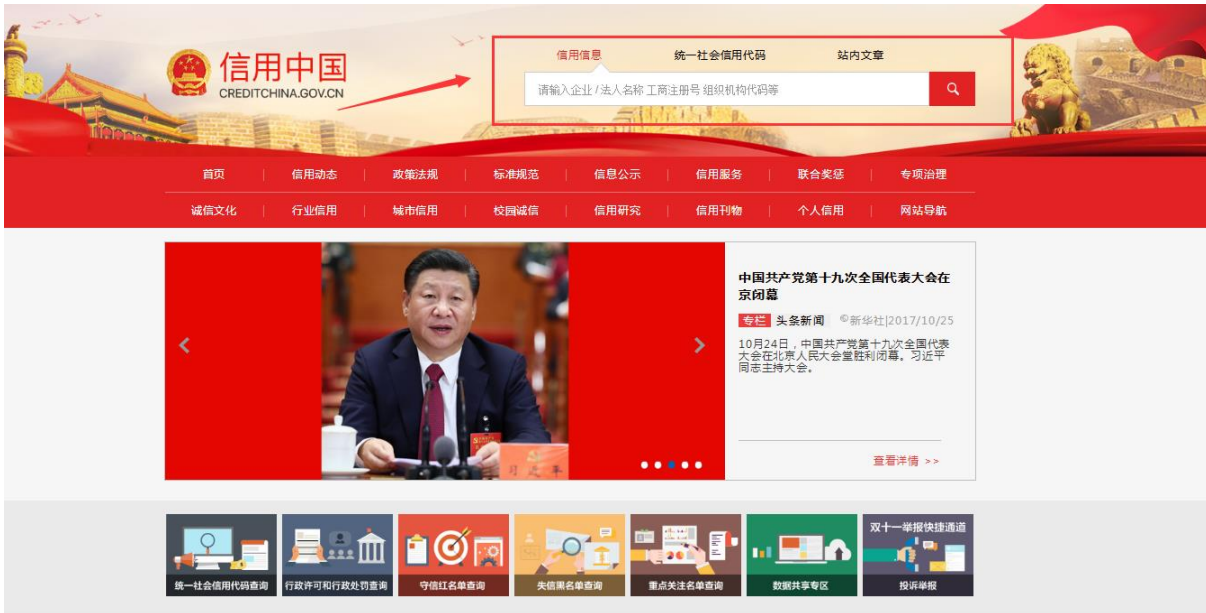 信用中国
CREDITCHINA.GOV.CN
信用信息 统一社会信用代码 站内文章
请输入企业/法人名称 工商注册号 组织机构代码等
首页 | 信用动态 | 政策法规 | 标准规范 | 信息公示 | 信用服务 | 联合奖惩 | 专项治理
诚信文化 | 行业信用 | 城市信用 | 校园诚信 | 信用研究 | 信用刊物 | 个人信用 | 网站导航
习近平
中国共产党第十九次全国代表大会在
京闭幕
专栏 头条新闻 ©新华社|2017/10/25
10月24日，中国共产党第十九次全国代表
大会在北京人民大会堂胜利闭幕。习近平
同志主持大会。
查看详情 >>
统一社会信用代码查询
行政许可和行政处罚查询
守信红名单查询
失信黑名单查询
重点关注名单查询
数据共享专区
双十一举报快捷通道
投诉举报